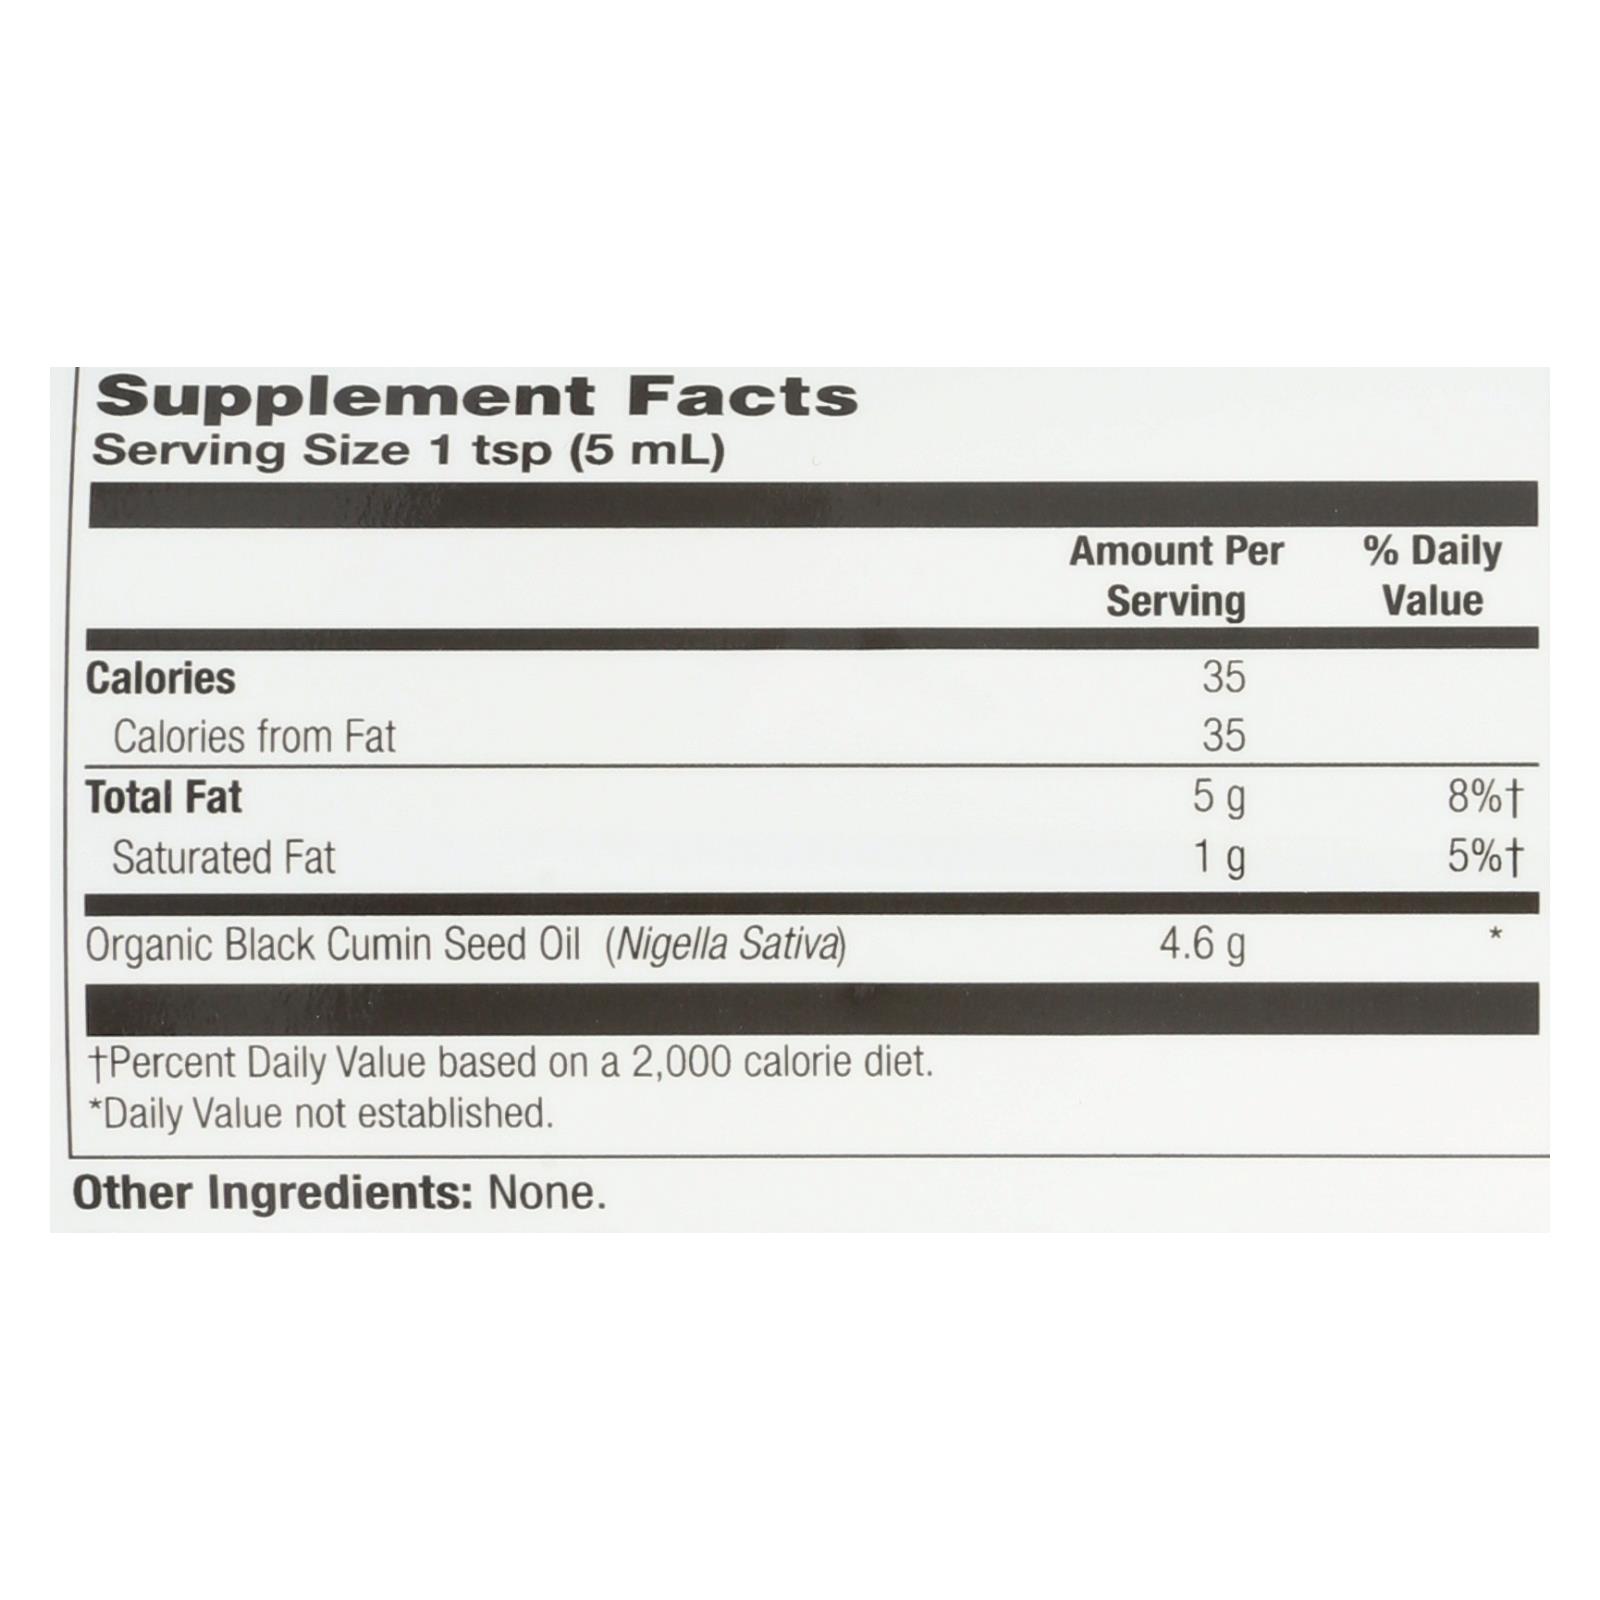 Supplement Facts
Serving Size 1 tsp (5 mL)
Amount Per % Daily
Serving Value
Calories 35
Calories from Fat 35
Total Fat 5 g 8%†
Saturated Fat 1 g 5%†
Organic Black Cumin Seed Oil (Nigella Sativa) 4.6 g *
†Percent Daily Value based on a 2,000 calorie diet.
*Daily Value not established.
Other Ingredients: None.